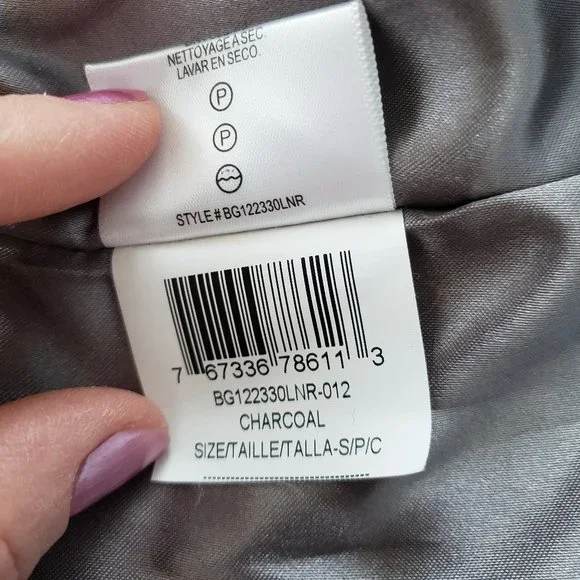 NETTOYAGE A SEC.
LAVAR EN SECO.
P
P
STYLE # BG122330LNR
7 67336 78611 3
BG122330LNR-012
CHARCOAL
SIZE/TAILLE/TALLA-S/P/C